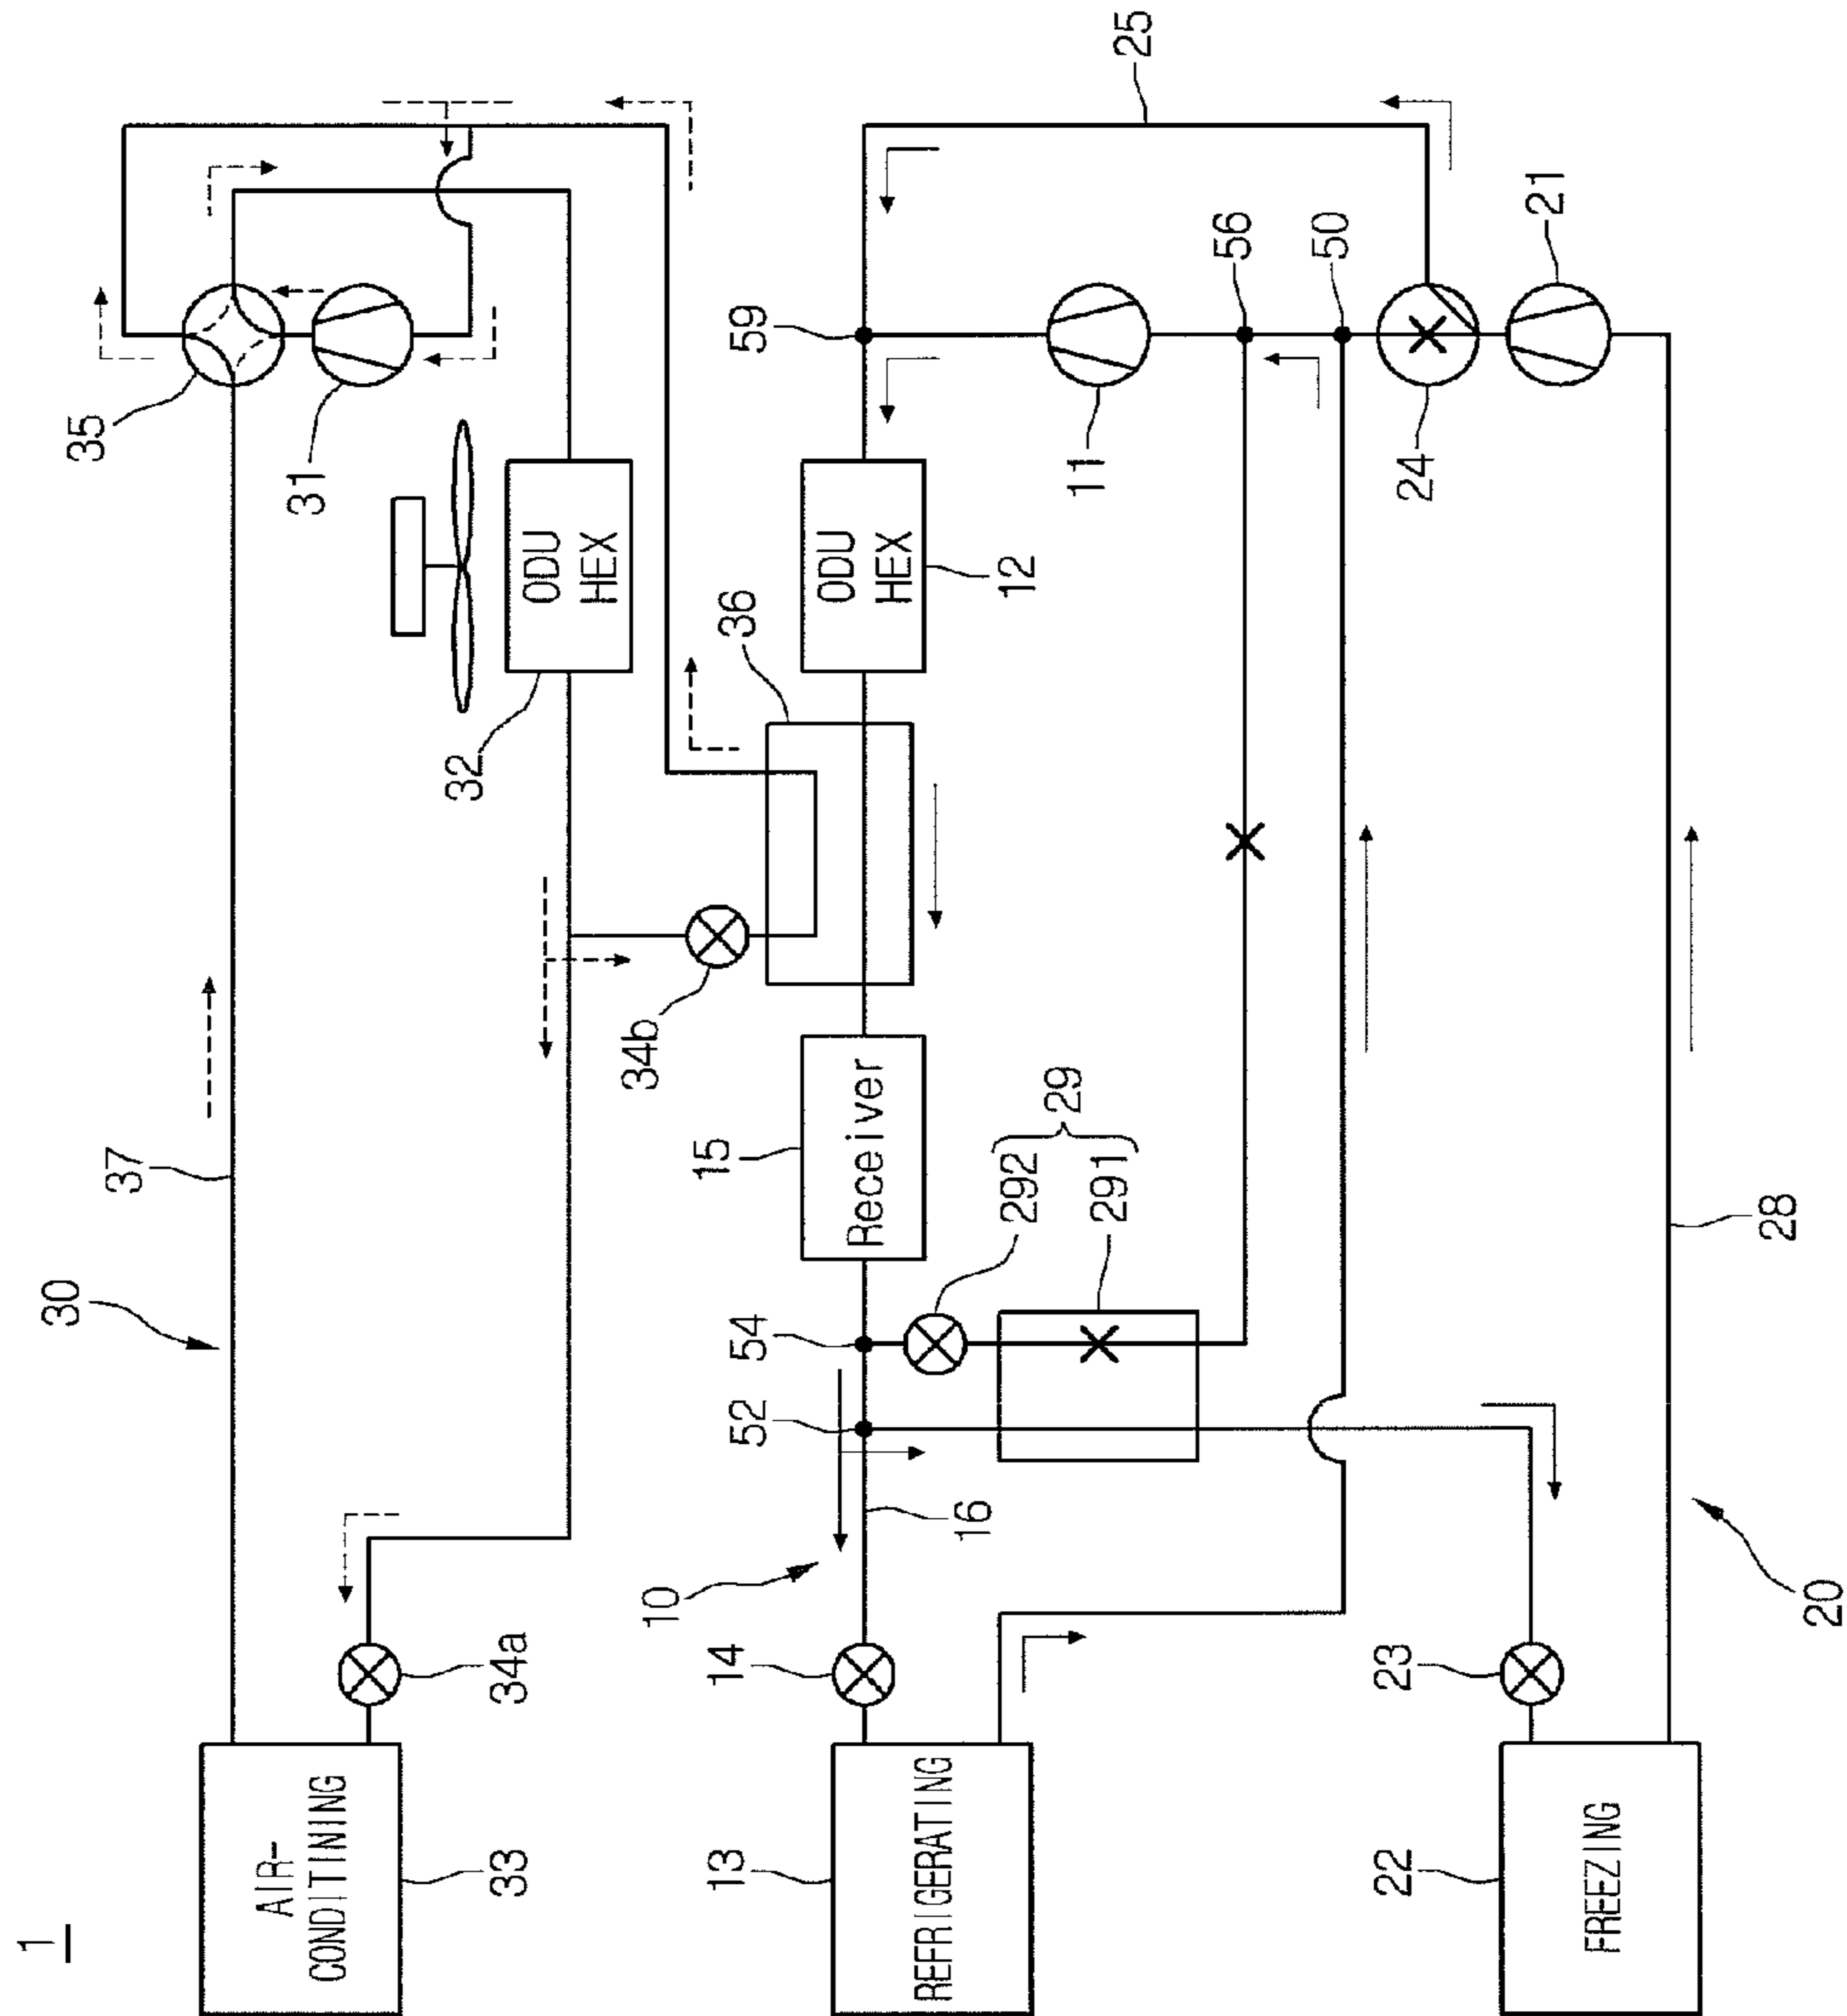 1
AIR-
CONDITINING
33
REFRIGERATING
13
FREEZING
22
34a
14
23
10
20
30
37
16
52
54
28
292
291
29
15
Receiver
34b
36
32
ODU
HEX
ODU
HEX
12
31
35
59
11
24
56
50
21
25